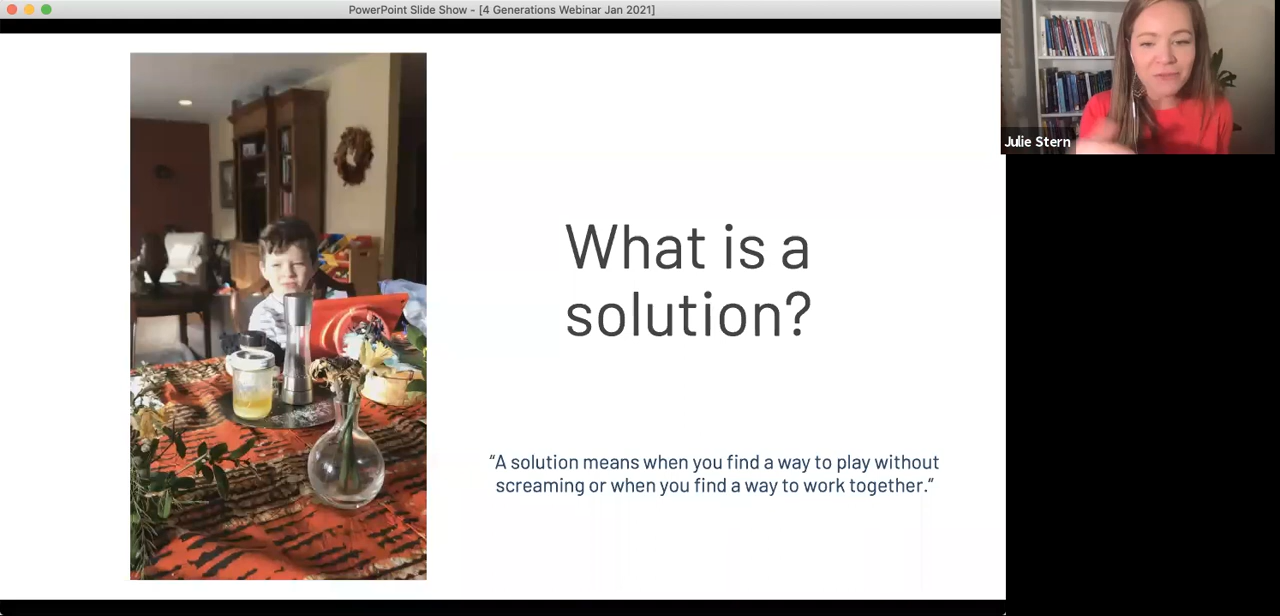 PowerPoint Slide Show - [4 Generations Webinar Jan 2021]
Julie Stern
What is a
solution?
“A solution means when you find a way to play without
screaming or when you find a way to work together.”